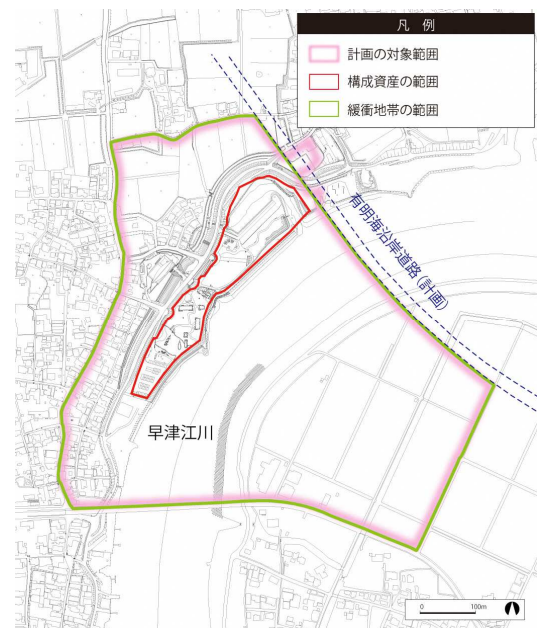 凡 例
計画の対象範囲
構成資産の範囲
緩衝地帯の範囲
有明海沿岸道路(計画)
早津江川
0 100m